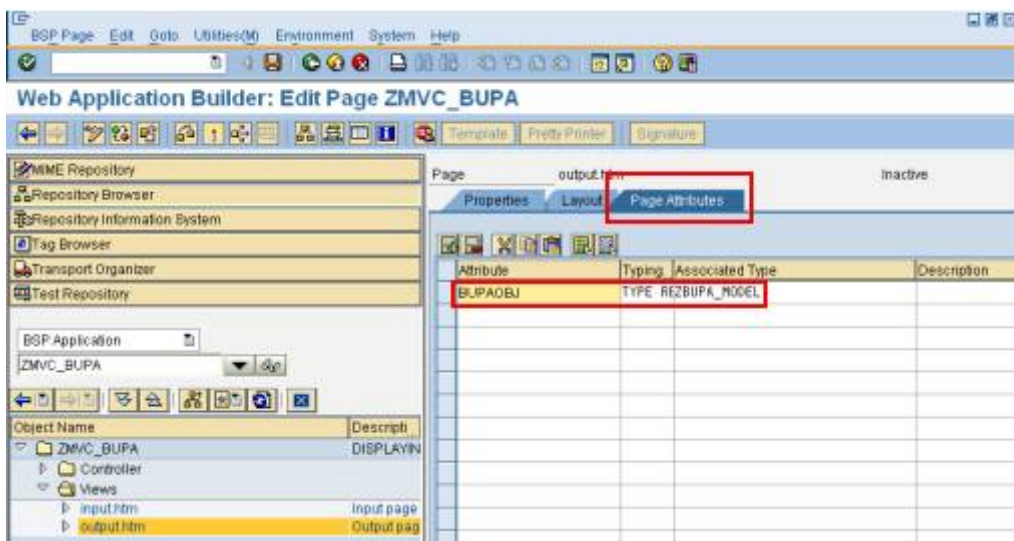 BSP Page Edit Goto Utilities(M) Environment System Help
Web Application Builder: Edit Page ZMVC_BUPA
Template Pretty Printer Signature
MIME Repository
Repository Browser
Repository Information System
Tag Browser
Transport Organizer
Test Repository
BSP Application
ZMVC_BUPA
Object Name Descripti
ZMVC_BUPA DISPLAYIN
Controller
Views
input.htm Input page
output.htm Output pag
Page output.htm Inactive
Properties Layout Page Attributes
Attribute Typing Associated Type Description
BUPAOBJ TYPE REZBUPA_MODEL